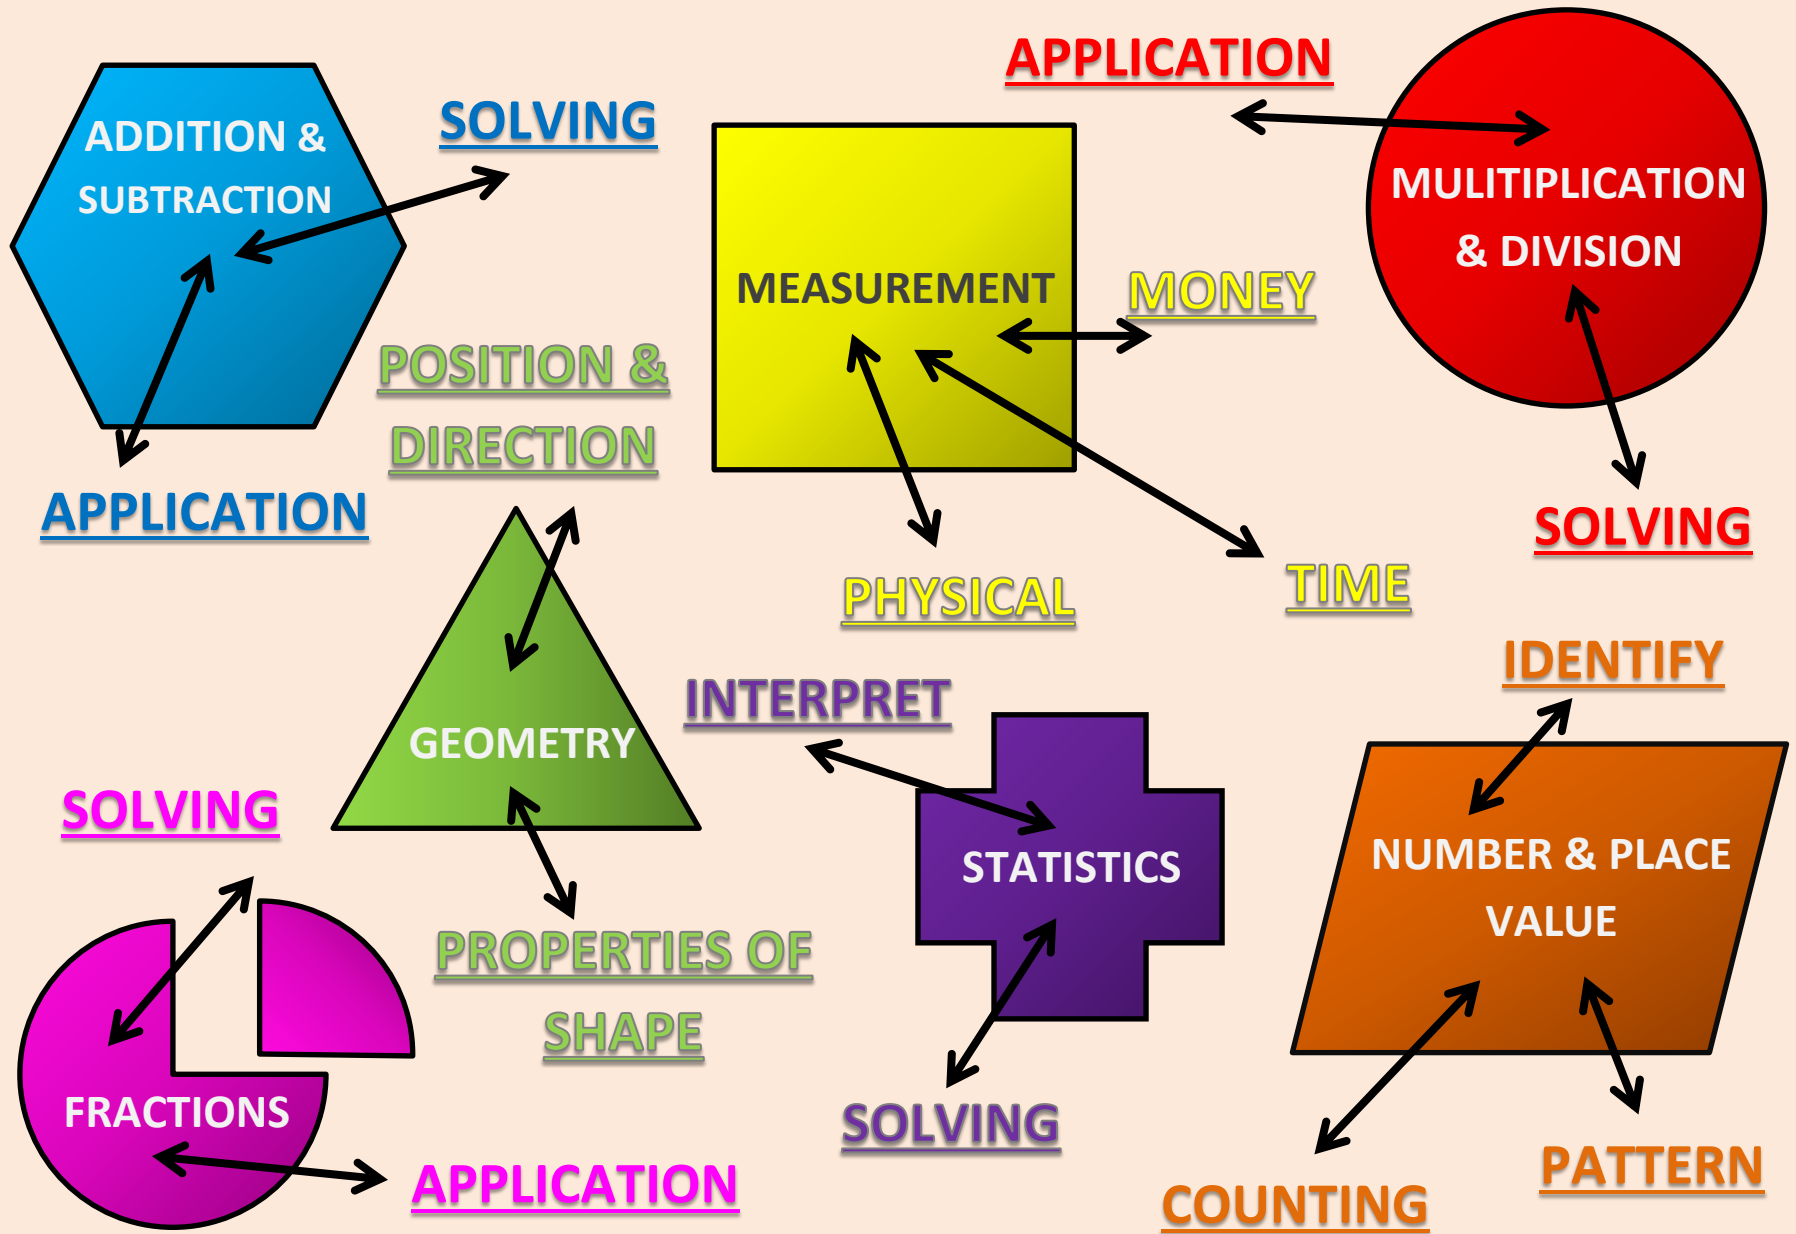 APPLICATION
ADDITION &
SUBTRACTION
SOLVING
MULITIPLICATION
& DIVISION
MEASUREMENT
MONEY
POSITION &
DIRECTION
APPLICATION
SOLVING
PHYSICAL
TIME
IDENTIFY
INTERPRET
GEOMETRY
SOLVING
STATISTICS
NUMBER & PLACE
VALUE
PROPERTIES OF
SHAPE
FRACTIONS
SOLVING
APPLICATION
PATTERN
COUNTING